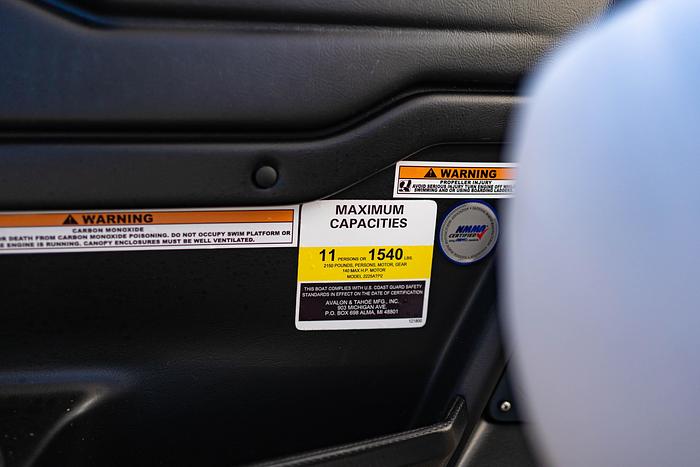 WARNING
CARBON MONOXIDE
DEATH FROM CARBON MONOXIDE POISONING. DO NOT OCCUPY SWIM PLATFORM OR
ENGINE IS RUNNING. CANOPY ENCLOSURES MUST BE WELL VENTILATED.
WARNING
PROPELLER INJURY
AVOID SERIOUS INJURY TURN ENGINE OFF
SWIMMING AND OR USING BOARDING
MAXIMUM
CAPACITIES
11 PERSONS OR 1540 LBS.
2150 POUNDS, PERSONS, MOTOR, GEAR
140 MAX H.P. MOTOR
MODEL 2225ATP2
THIS BOAT COMPLIES WITH U.S. COAST GUARD SAFETY
STANDARDS IN EFFECT ON THE DATE OF CERTIFICATION
AVALON & TAHOE MFG., INC.
903 MICHIGAN AVE.
P.O. BOX 698 ALMA, MI 48801
NMMA
CERTIFIED